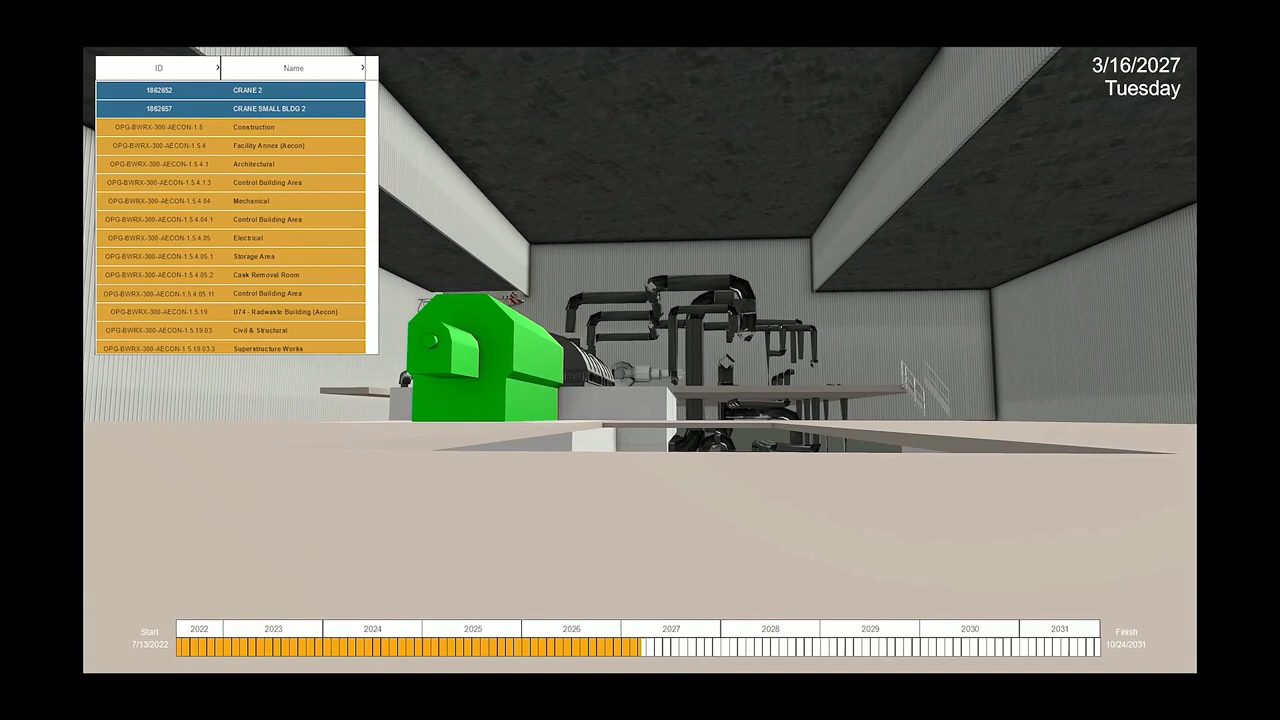 ID Name
3/16/2027
Tuesday
1862652 CRANE 2
1862657 CRANE SMALL BLDG 2
OPG-BWRX-300-AECON-1.5 Construction
OPG-BWRX-300-AECON-1.5.4 Facility Annex (Aecon)
OPG-BWRX-300-AECON-1.5.4.1 Architectural
OPG-BWRX-300-AECON-1.5.4.1.3 Control Building Area
OPG-BWRX-300-AECON-1.5.4.04 Mechanical
OPG-BWRX-300-AECON-1.5.4.04.1 Control Building Area
OPG-BWRX-300-AECON-1.5.4.05 Electrical
OPG-BWRX-300-AECON-1.5.4.05.1 Storage Area
OPG-BWRX-300-AECON-1.5.4.05.2 Cask Removal Room
OPG-BWRX-300-AECON-1.5.4.05.11 Control Building Area
OPG-BWRX-300-AECON-1.5.19 U74 - Radwaste Building (Aecon)
OPG-BWRX-300-AECON-1.5.19.03 Civil & Structural
OPG-BWRX-300-AECON-1.5.19.03.3 Superstructure Works
Start
7/13/2022
2022 2023 2024 2025 2026 2027 2028 2029 2030 2031
Finish
10/24/2031